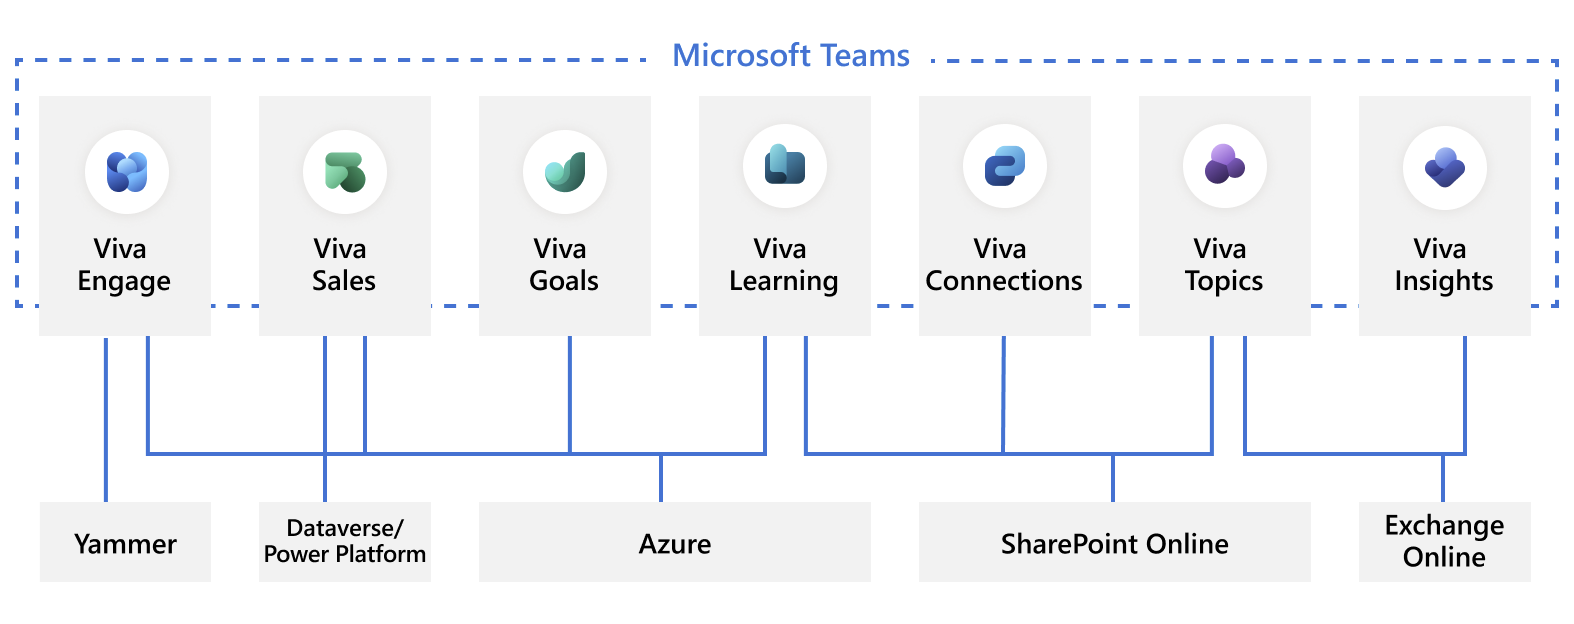 Microsoft Teams
Viva
Engage
Viva
Sales
Viva
Goals
Viva
Learning
Viva
Connections
Viva
Topics
Viva
Insights
Yammer
Dataverse/
Power Platform
Azure
SharePoint Online
Exchange
Online